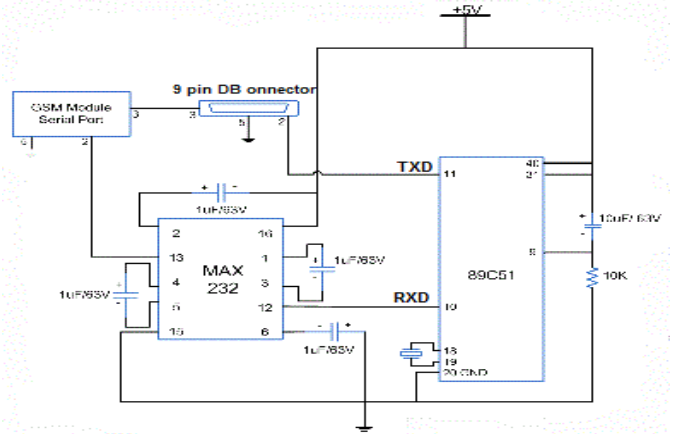 +5V
9 pin DB onnector
GSM Module
Serial Port
3
3
5
2
2
TXD
11
40
31
+ -
1uF/63V
10uF/ 63V
+
-
2
16
13
1
MAX
232
4
3
5
12
15
6
+
1uF/63V
+
1uF/63V
- +
1uF/63V
RXD
10
89C51
9
10K
18
19
20 GND